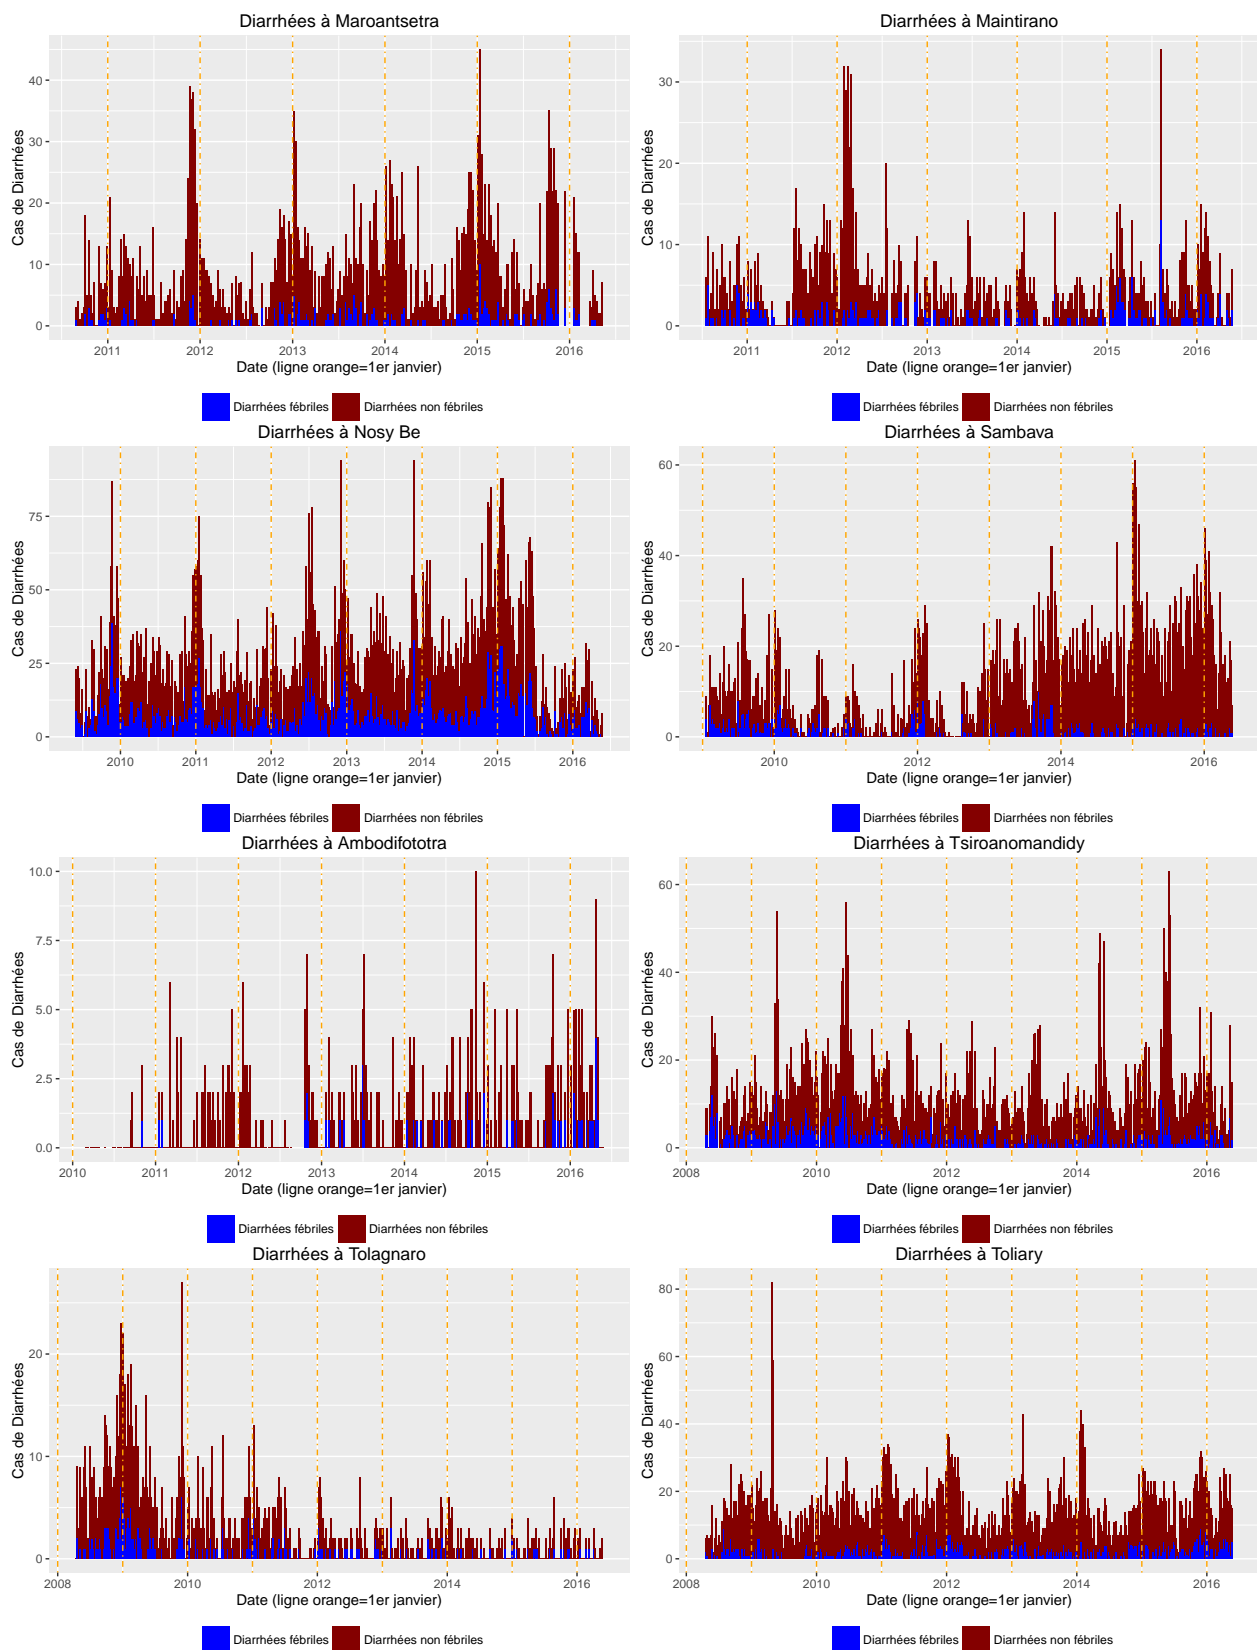 Diarrhées à Maroantsetra
Cas de Diarrhées
40
30
20
10
0
2011 2012 2013 2014 2015 2016
Date (ligne orange=1er janvier)
Diarrhées fébriles Diarrhées non fébriles
Diarrhées à Maintirano
Cas de Diarrhées
30
20
10
0
2011 2012 2013 2014 2015 2016
Date (ligne orange=1er janvier)
Diarrhées fébriles Diarrhées non fébriles
Diarrhées à Nosy Be
Cas de Diarrhées
75
50
25
0
2010 2011 2012 2013 2014 2015 2016
Date (ligne orange=1er janvier)
Diarrhées fébriles Diarrhées non fébriles
Diarrhées à Sambava
Cas de Diarrhées
60
40
20
0
2010 2012 2014 2016
Date (ligne orange=1er janvier)
Diarrhées fébriles Diarrhées non fébriles
Diarrhées à Ambodifototra
Cas de Diarrhées
10.0
7.5
5.0
2.5
0.0
2010 2011 2012 2013 2014 2015 2016
Date (ligne orange=1er janvier)
Diarrhées fébriles Diarrhées non fébriles
Diarrhées à Tsiroanomandidy
Cas de Diarrhées
60
40
20
0
2008 2010 2012 2014 2016
Date (ligne orange=1er janvier)
Diarrhées fébriles Diarrhées non fébriles
Diarrhées à Tolagnaro
Cas de Diarrhées
20
10
0
2008 2010 2012 2014 2016
Date (ligne orange=1er janvier)
Diarrhées fébriles Diarrhées non fébriles
Diarrhées à Toliary
Cas de Diarrhées
80
60
40
20
0
2008 2010 2012 2014 2016
Date (ligne orange=1er janvier)
Diarrhées fébriles Diarrhées non fébriles